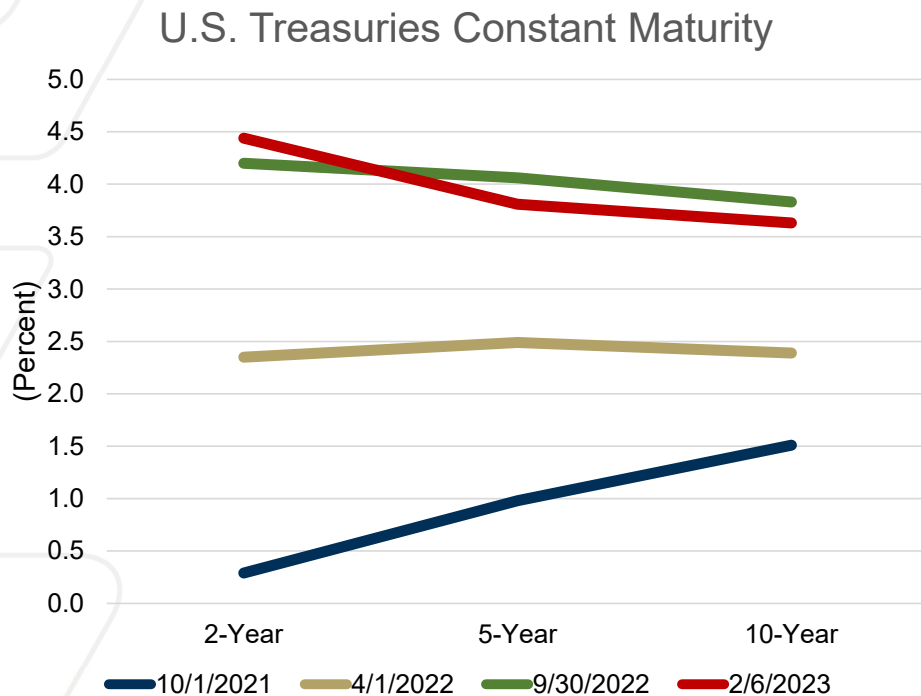 U.S. Treasuries Constant Maturity
5.0
4.5
4.0
3.5
3.0
2.5
2.0
1.5
1.0
0.5
0.0
(Percent)
2-Year 5-Year 10-Year
10/1/2021 4/1/2022 9/30/2022 2/6/2023